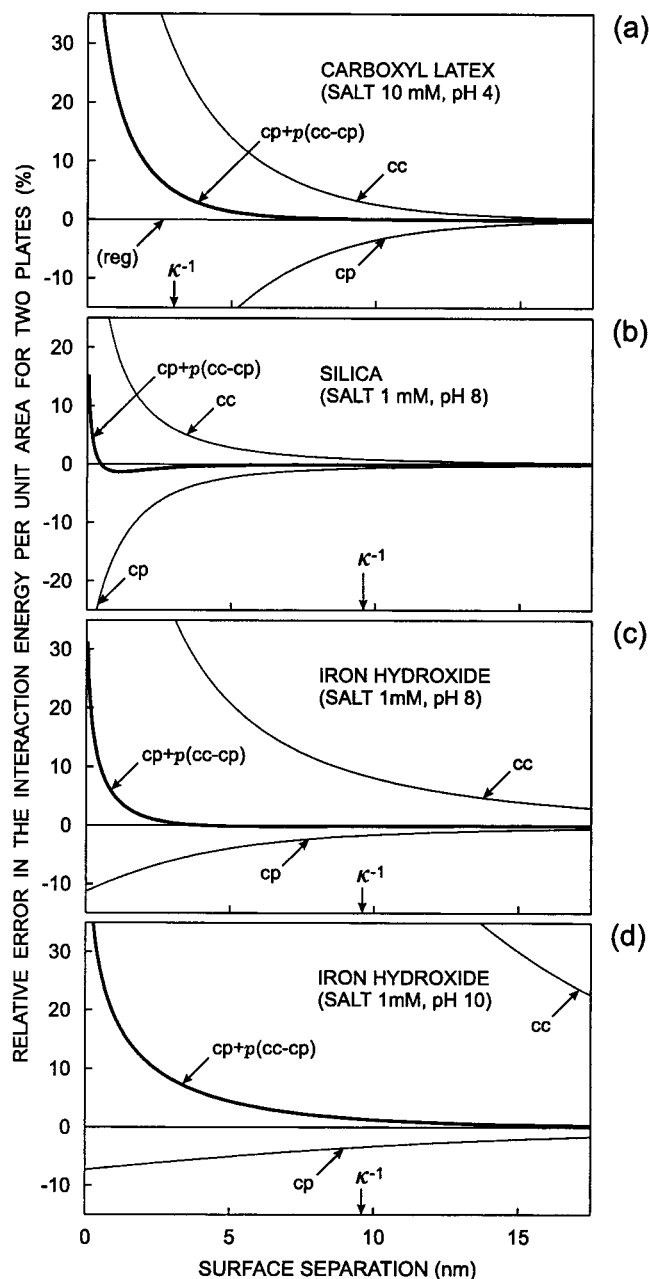 RELATIVE ERROR IN THE INTERACTION ENERGY PER UNIT AREA FOR TWO PLATES (%)
(a)
30
20
10
0
-10
CARBOXYL LATEX
(SALT 10 mM, pH 4)
cp+p(cc-cp)
cc
(reg)
κ-1
cp
(b)
20
10
0
-10
-20
cp+p(cc-cp)
cc
SILICA
(SALT 1 mM, pH 8)
cp
κ-1
(c)
30
20
10
0
-10
IRON HYDROXIDE
(SALT 1mM, pH 8)
cp+p(cc-cp)
cc
cp
κ-1
(d)
30
20
10
0
-10
IRON HYDROXIDE
(SALT 1mM, pH 10)
cc
cp+p(cc-cp)
cp
κ-1
0
5
10
15
SURFACE SEPARATION (nm)